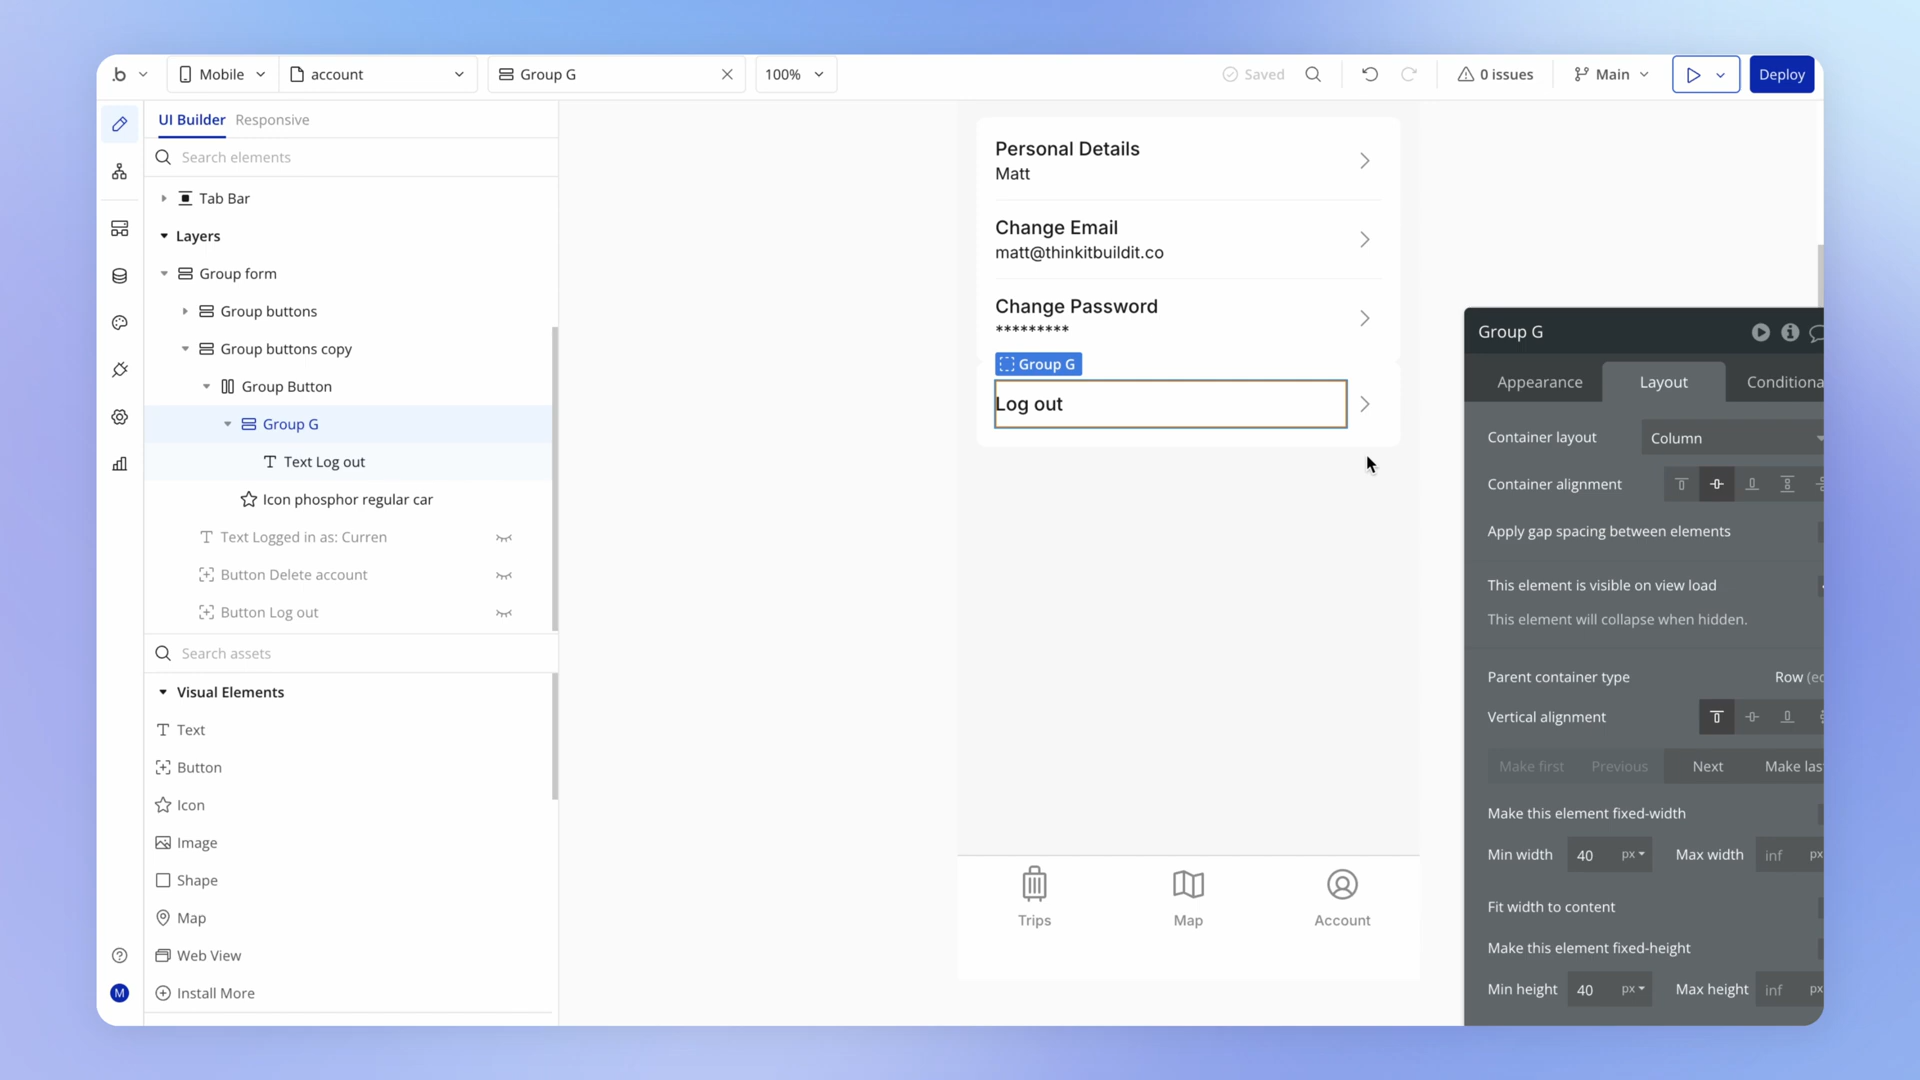 .b
Mobile
account
Group G
100%
Saved
0 issues
Main
Deploy
UI Builder
Responsive
Search elements
Tab Bar
Layers
Group form
Group buttons
Group buttons copy
Group Button
Group G
Text Log out
Icon phosphor regular car
Text Logged in as: Curren
Button Delete account
Button Log out
Search assets
Visual Elements
Text
Button
Icon
Image
Shape
Map
Web View
Install More
M
Personal Details
Matt
Change Email
matt@thinkitbuildit.co
Change Password
*********
Group G
Log out
Trips
Map
Account
Group G
Appearance
Layout
Conditiona
Container layout
Column
Container alignment
Apply gap spacing between elements
This element is visible on view load
This element will collapse when hidden.
Parent container type
Row (ec
Vertical alignment
Make first
Previous
Next
Make las
Make this element fixed-width
Min width 40 px
Max width inf px
Fit width to content
Make this element fixed-height
Min height 40 px
Max height inf px